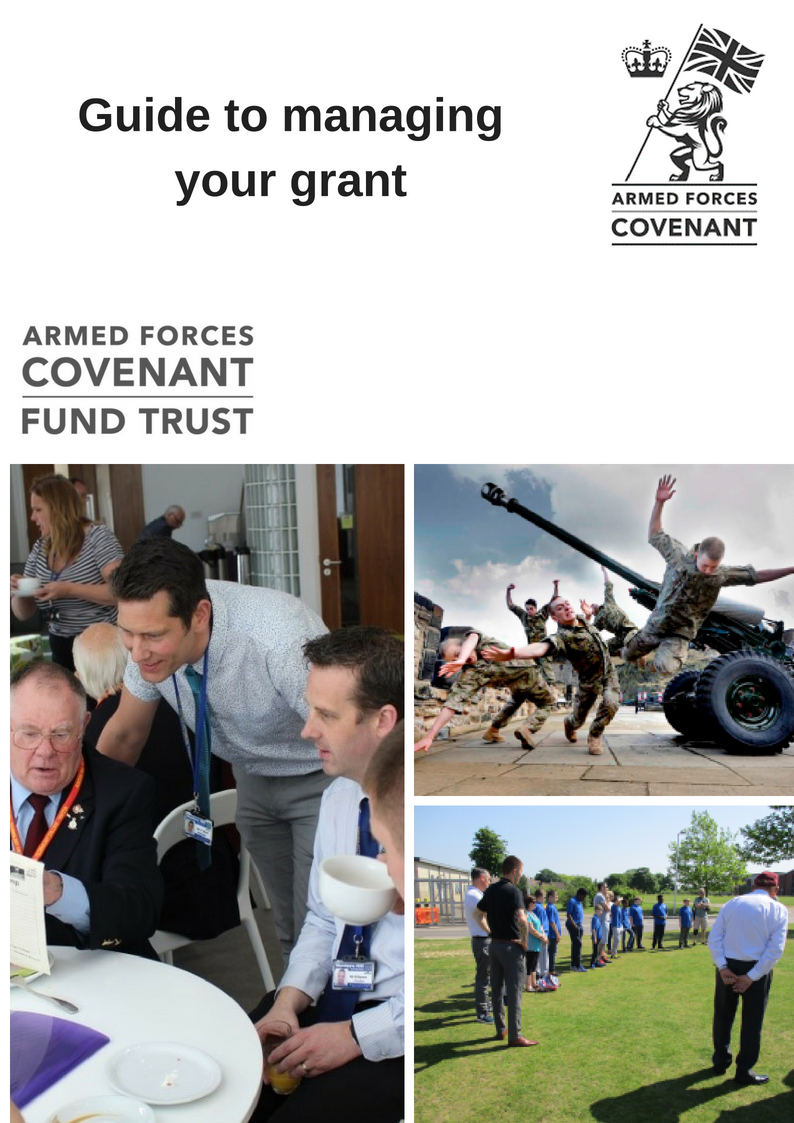 Guide to managing
your grant
ARMED FORCES
COVENANT
ARMED FORCES
COVENANT
FUND TRUST